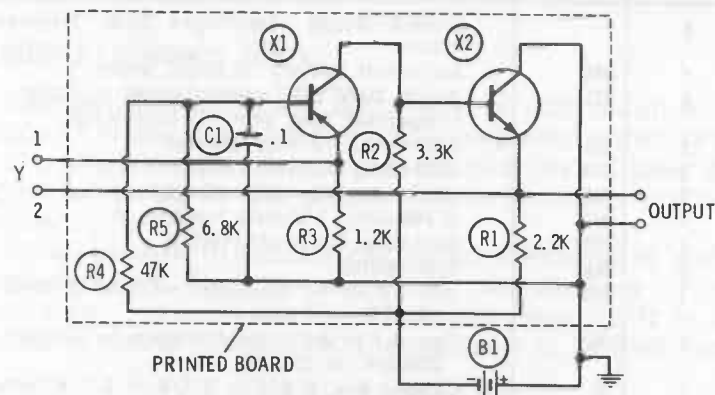 X1
X2
C1
.1
R2
3.3K
1
Y
2
OUTPUT
R5
6.8K
R3
1.2K
R1
2.2K
R4
47K
PRINTED BOARD
B1
- +